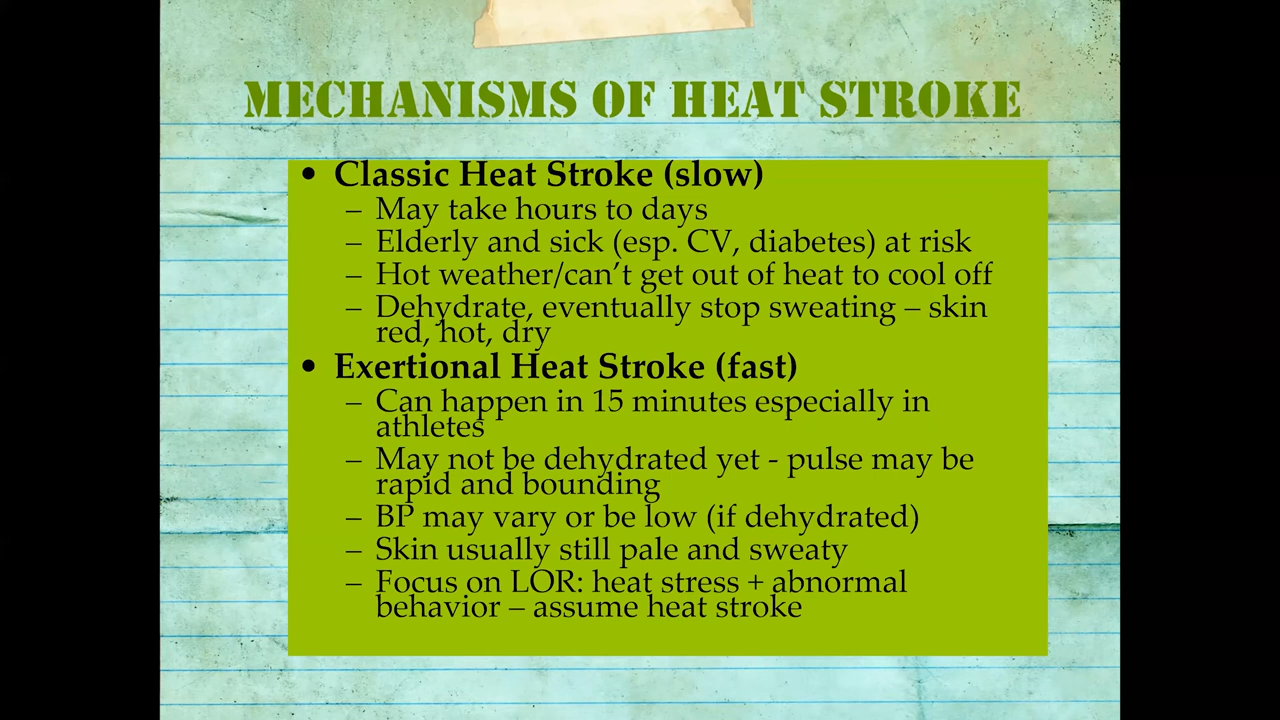 MECHANISMS OF HEAT STROKE
• Classic Heat Stroke (slow)
– May take hours to days
– Elderly and sick (esp. CV, diabetes) at risk
– Hot weather/can’t get out of heat to cool off
– Dehydrate, eventually stop sweating – skin
red, hot, dry
• Exertional Heat Stroke (fast)
– Can happen in 15 minutes especially in
athletes
– May not be dehydrated yet - pulse may be
rapid and bounding
– BP may vary or be low (if dehydrated)
– Skin usually still pale and sweaty
– Focus on LOR: heat stress + abnormal
behavior – assume heat stroke